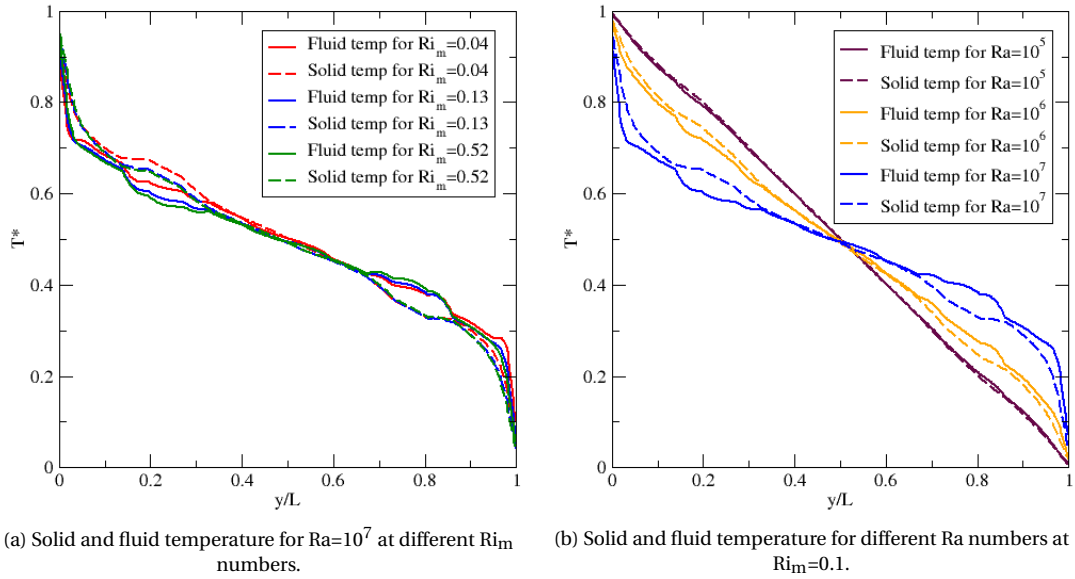 1
0.8
0.6
0.4
0.2
0
T*
0
0.2
0.4
0.6
0.8
1
y/L
Fluid temp for Ri_m=0.04
Solid temp for Ri_m=0.04
Fluid temp for Ri_m=0.13
Solid temp for Ri_m=0.13
Fluid temp for Ri_m=0.52
Solid temp for Ri_m=0.52
(a) Solid and fluid temperature for Ra=10^7 at different Ri_m
numbers.
1
0.8
0.6
0.4
0.2
0
T*
0
0.2
0.4
0.6
0.8
1
y/L
Fluid temp for Ra=10^5
Solid temp for Ra=10^5
Fluid temp for Ra=10^6
Solid temp for Ra=10^6
Fluid temp for Ra=10^7
Solid temp for Ra=10^7
(b) Solid and fluid temperature for different Ra numbers at
Ri_m=0.1.